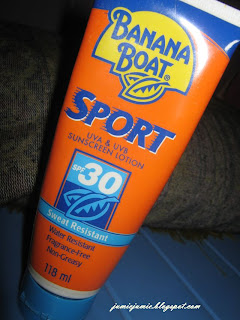 BANANA
BOAT
SPORT
UVA & UVB
SUNSCREEN LOTION
SPF 30
Sweat Resistant
Water Resistant
Fragrance-Free
Non-Greasy
118 ml
jumiejumie.blogspot.com